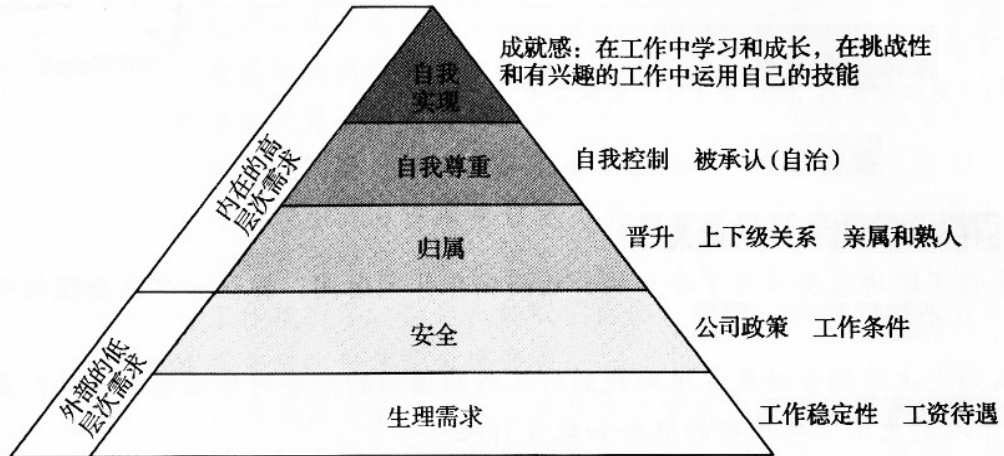 成就感：在工作中学习和成长，在挑战性
和有兴趣的工作中运用自己的技能
自我
实现
自我尊重
自我控制 被承认(自治)
内在的高
层次需求
归属
晋升 上下级关系 亲属和熟人
安全
公司政策 工作条件
外部的低
层次需求
生理需求
工作稳定性 工资待遇